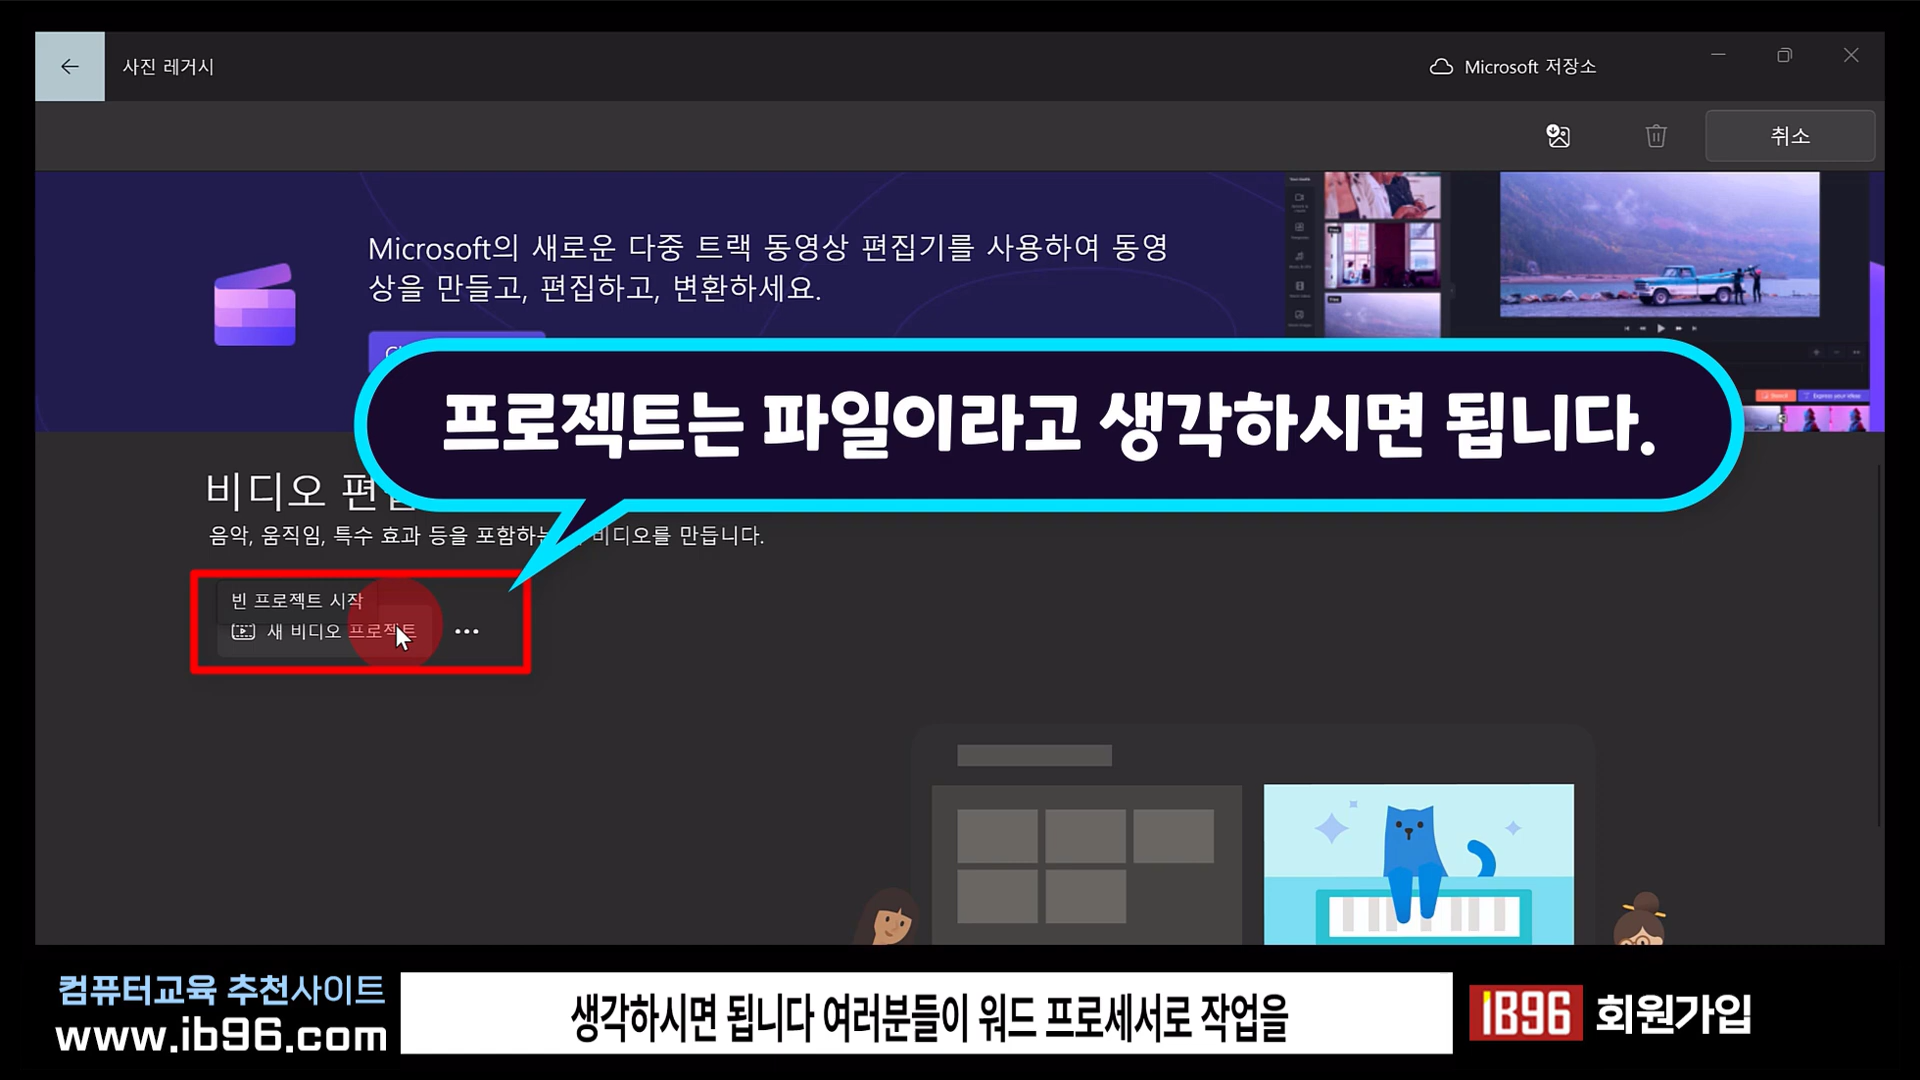 사진 레거시
Microsoft 저장소
취소
Microsoft의 새로운 다중 트랙 동영상 편집기를 사용하여 동영
상을 만들고, 편집하고, 변환하세요.
프로젝트는 파일이라고 생각하시면 됩니다.
비디오
음악, 움직임, 특수 효과 등을 포함하는 비디오를 만듭니다.
빈 프로젝트 시작
새 비디오 프로젝트
컴퓨터교육 추천사이트
www.ib96.com
생각하시면 됩니다 여러분들이 워드 프로세서로 작업을
IB96 회원가입